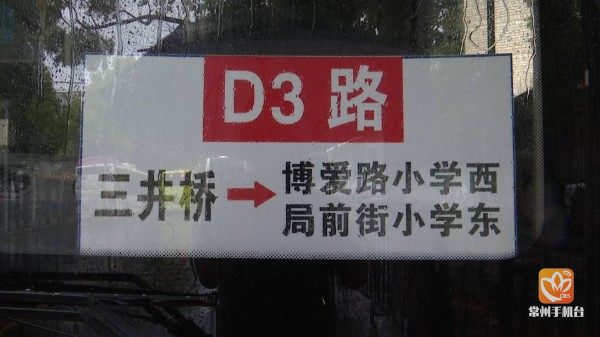 D3 路
三井桥
博爱路小学西
局前街小学东
常州手机台